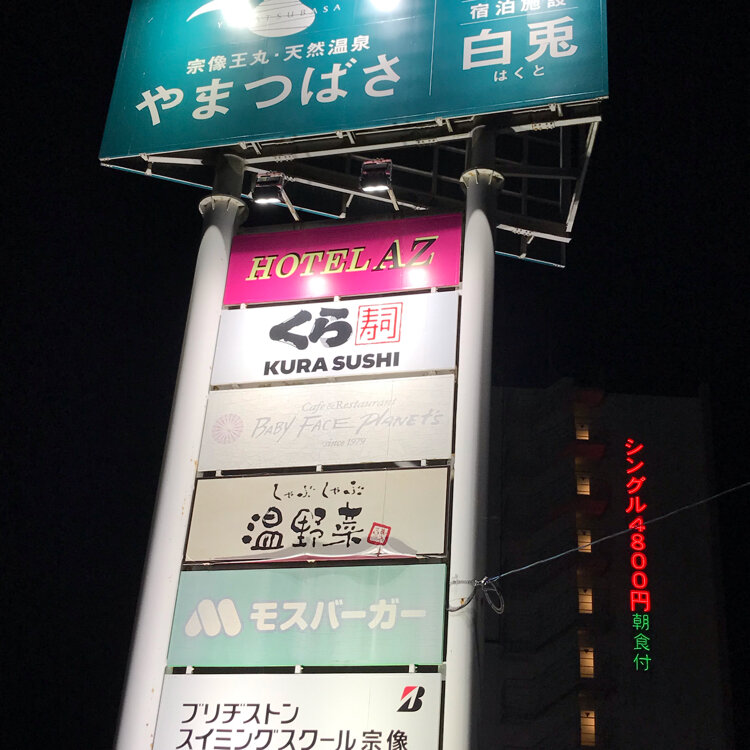 宗像王丸・天然温泉
やまつばさ
宿泊施設
白兎
はくと
HOTEL AZ
くら寿司
KURA SUSHI
Cafe&Restaurant
BABY FACE PLANET'S
since 1979
しゃぶしゃぶ
温野菜
モスバーガー
ブリヂストン
スイミングスクール宗像
シングル4800円
朝食付